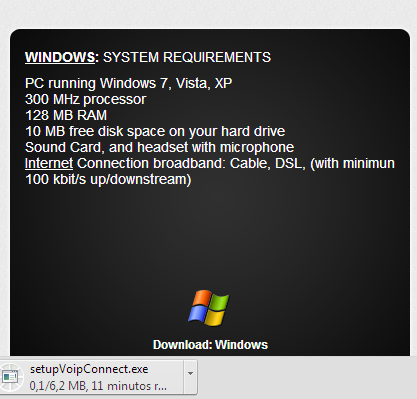 WINDOWS: SYSTEM REQUIREMENTS
PC running Windows 7, Vista, XP
300 MHz processor
128 MB RAM
10 MB free disk space on your hard drive
Sound Card, and headset with microphone
Internet Connection broadband: Cable, DSL, (with minimun
100 kbit/s up/downstream)
Download: Windows
setupVoipConnect.exe
0,1/6,2 MB, 11 minutos r...